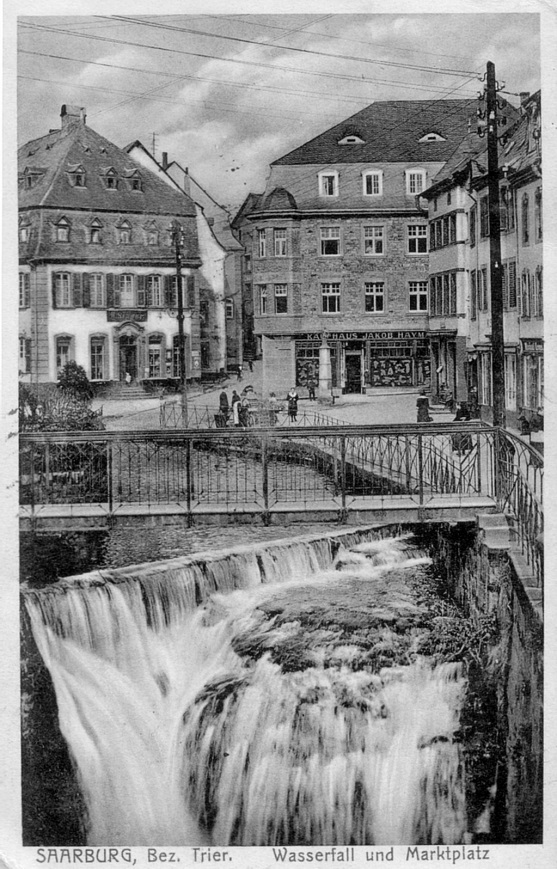 KAUFHAUS JAKOB HAYM
SAARBURG, Bez. Trier. Wasserfall und Marktplatz